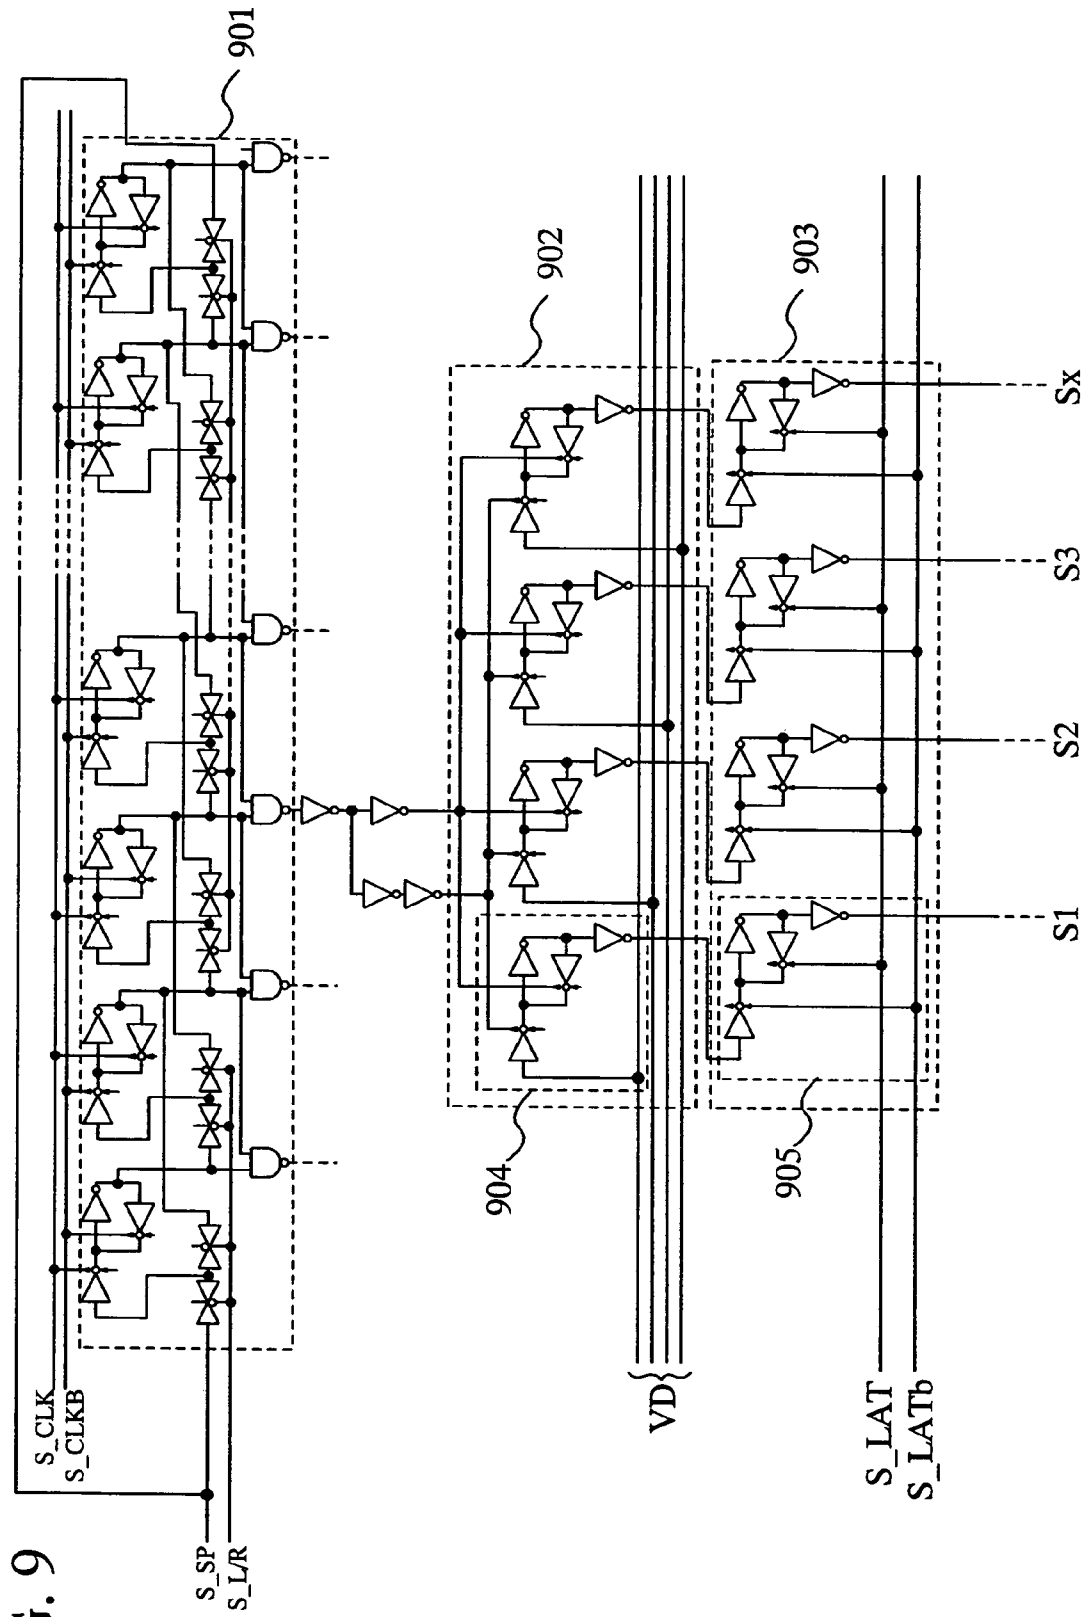 . 9
S_CLK
S_CLKB
S_SP
S_L/R
901
902
903
904
905
VD
S_LAT
S_LATb
S1
S2
S3
Sx